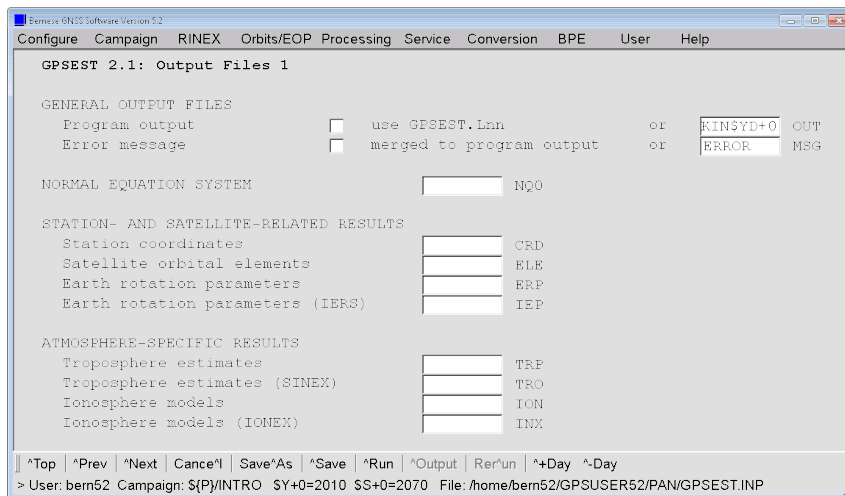 Bernese GNSS Software Version 5.2
Configure Campaign RINEX Orbits/EOP Processing Service Conversion BPE User Help
GPSEST 2.1: Output Files 1
GENERAL OUTPUT FILES
Program output use GPSEST.Lnn or KIN$YD+0 OUT
Error message merged to program output or ERROR MSG
NORMAL EQUATION SYSTEM NQ0
STATION- AND SATELLITE-RELATED RESULTS
Station coordinates CRD
Satellite orbital elements ELE
Earth rotation parameters ERP
Earth rotation parameters (IERS) IEP
ATMOSPHERE-SPECIFIC RESULTS
Troposphere estimates TRP
Troposphere estimates (SINEX) TRO
Ionosphere models ION
Ionosphere models (IONEX) INX
^Top | ^Prev | ^Next | Cance^l | Save^As | ^Save | ^Run | ^Output | Rer^un | ^+Day ^-Day
> User: bern52 Campaign: ${P}/INTRO $Y+0=2010 $S+0=2070 File: /home/bern52/GPSUSER52/PAN/GPSEST.INP